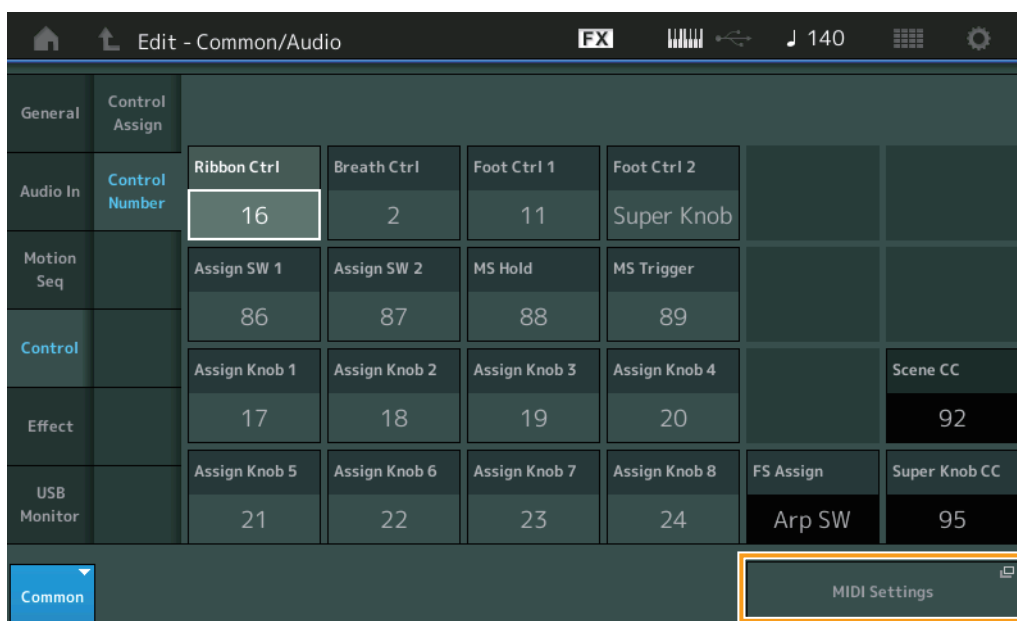 Edit - Common/Audio FX 140
General
Audio In
Motion
Seq
Control
Effect
USB
Monitor
Control
Assign
Control
Number
Ribbon Ctrl Breath Ctrl Foot Ctrl 1 Foot Ctrl 2
16 2 11 Super Knob
Assign SW 1 Assign SW 2 MS Hold MS Trigger
86 87 88 89
Assign Knob 1 Assign Knob 2 Assign Knob 3 Assign Knob 4 Scene CC
17 18 19 20 92
Assign Knob 5 Assign Knob 6 Assign Knob 7 Assign Knob 8 FS Assign Super Knob CC
21 22 23 24 Arp SW 95
Common MIDI Settings